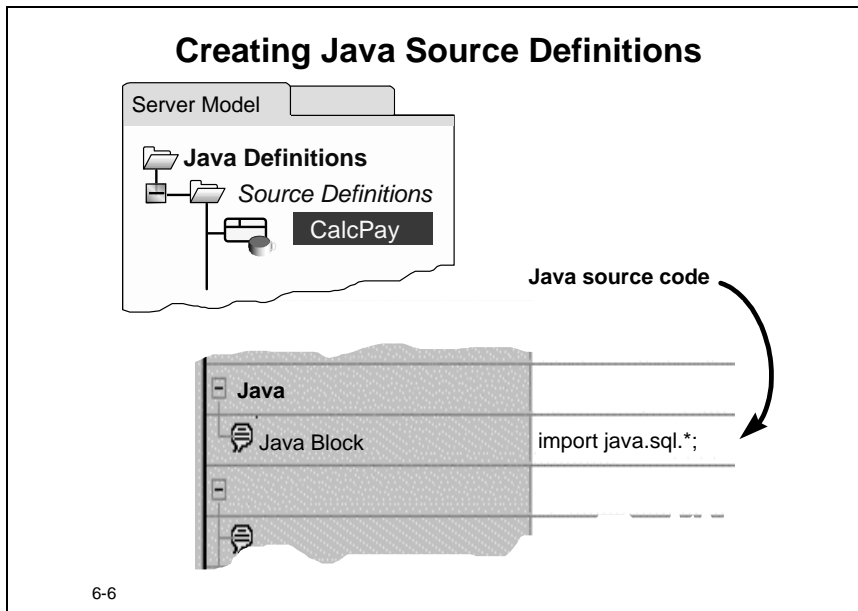 Creating Java Source Definitions
Server Model
Java Definitions
Source Definitions
CalcPay
Java source code
Java
Java Block
import java.sql.*;
6-6